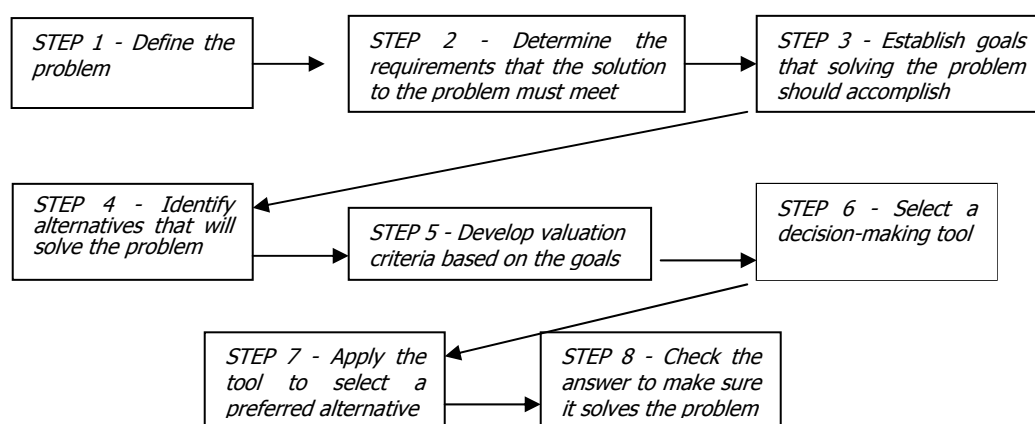 STEP 1 - Define the
problem
STEP 2 - Determine the
requirements that the solution
to the problem must meet
STEP 3 - Establish goals
that solving the problem
should accomplish
STEP 4 - Identify
alternatives that will
solve the problem
STEP 5 - Develop valuation
criteria based on the goals
STEP 6 - Select a
decision-making tool
STEP 7 - Apply the
tool to select a
preferred alternative
STEP 8 - Check the
answer to make sure
it solves the problem